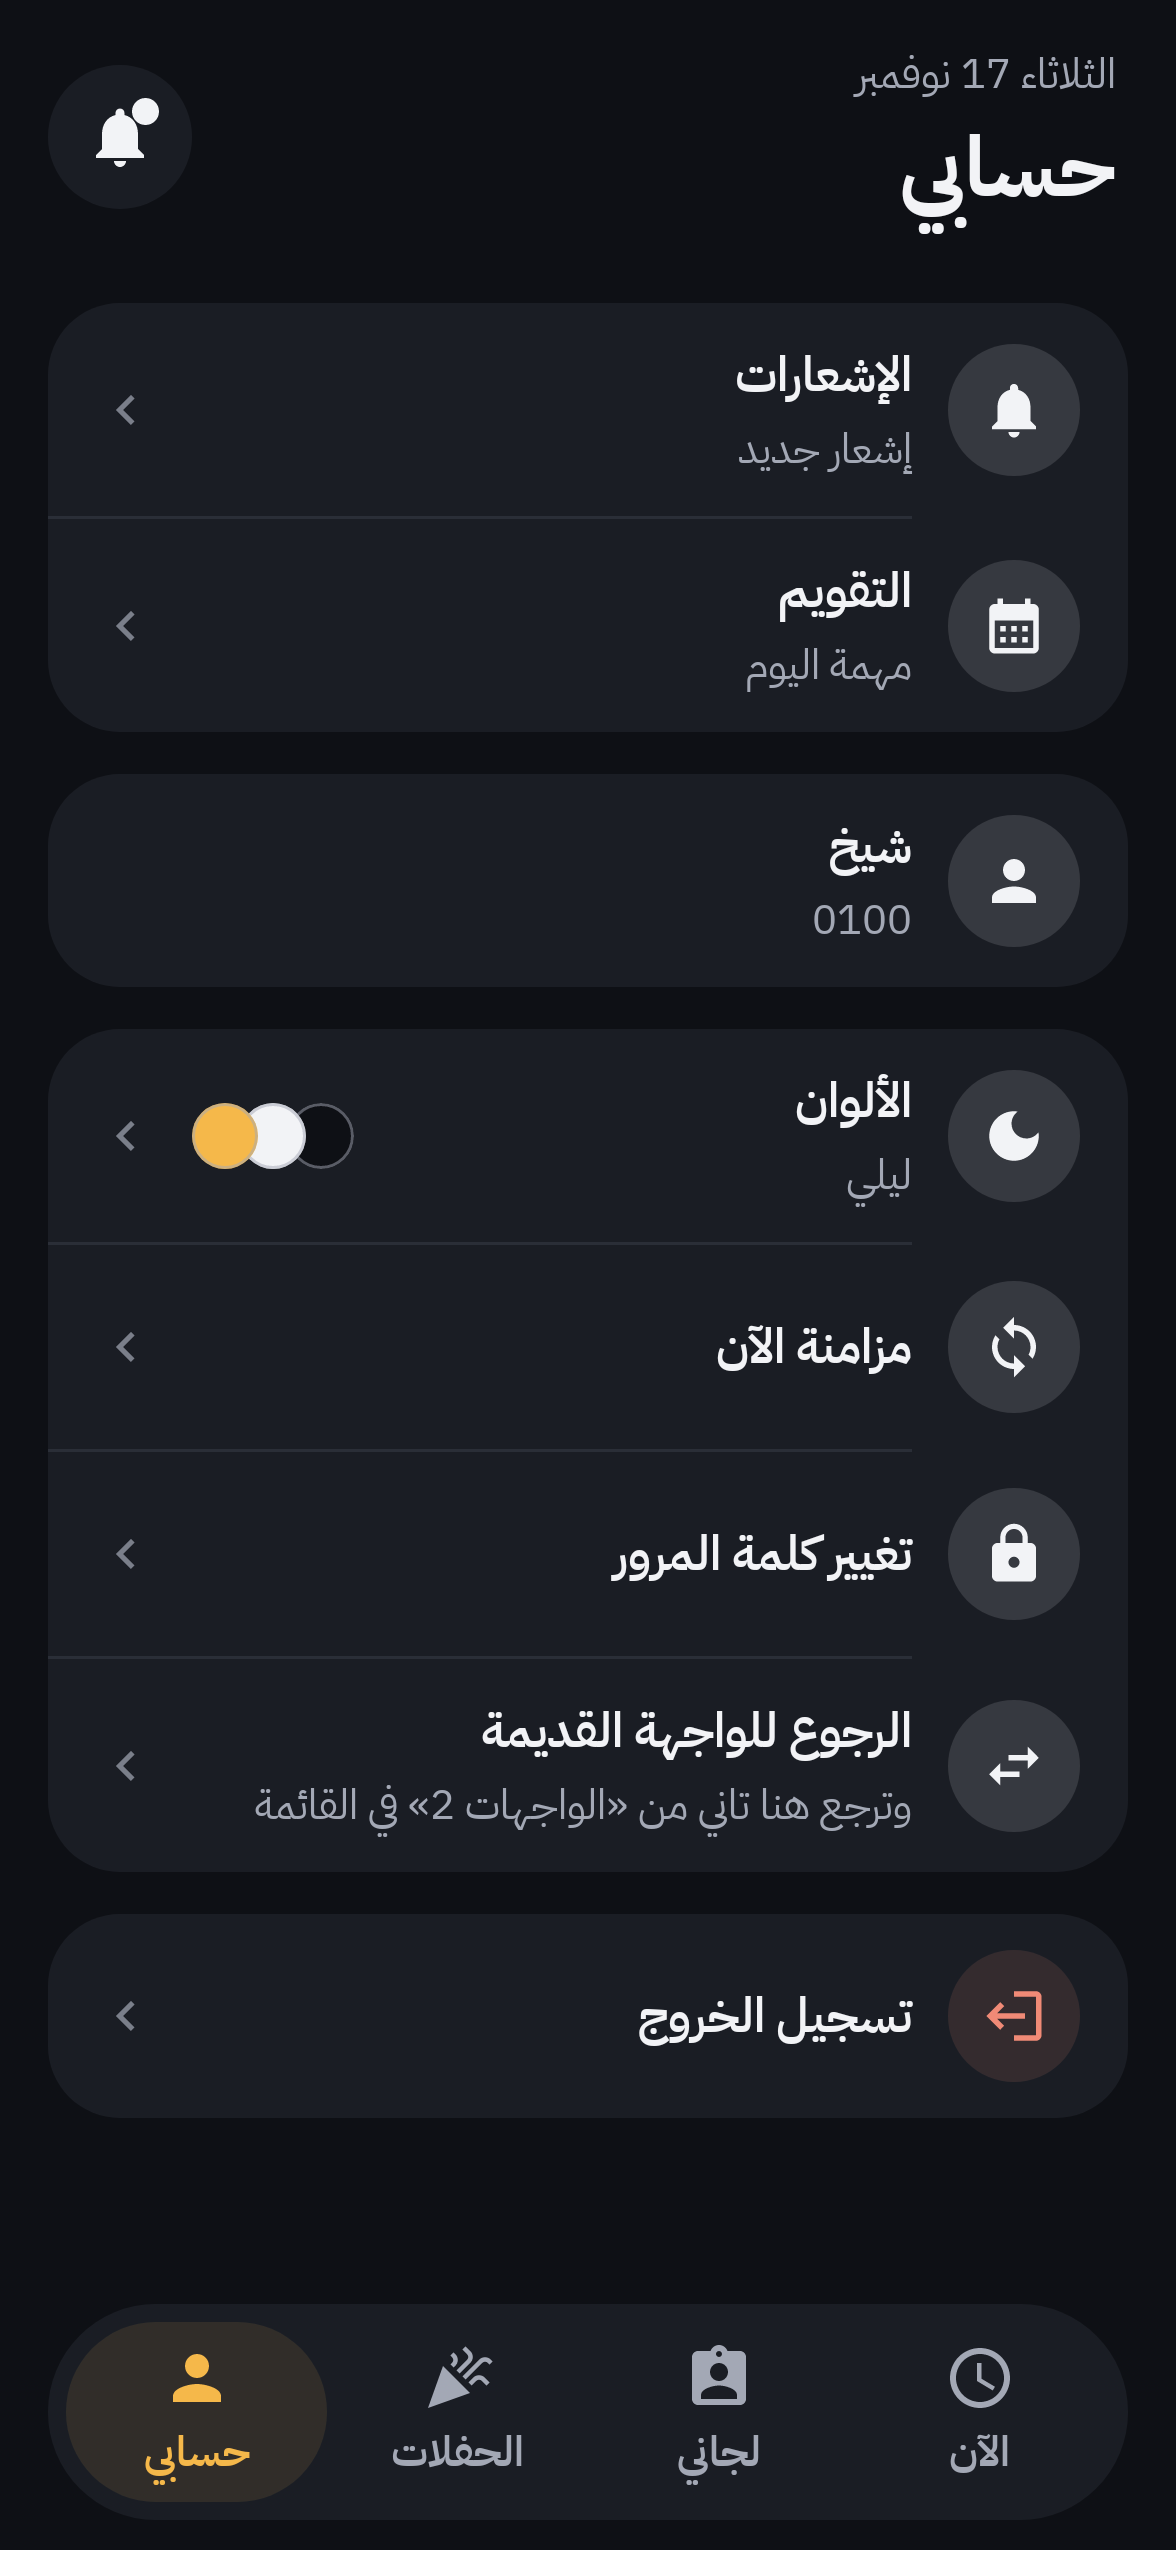 الثلاثاء 17 نوفمبر
حسابي
الإشعارات
إشعار جديد
التقويم
مهمة اليوم
شيخ
0100
الألوان
ليلي
مزامنة الآن
تغيير كلمة المرور
الرجوع للواجهة القديمة
وترجع هنا تاني من «الواجهات 2» في القائمة
تسجيل الخروج
الآن
لجاني
الحفلات
حسابي